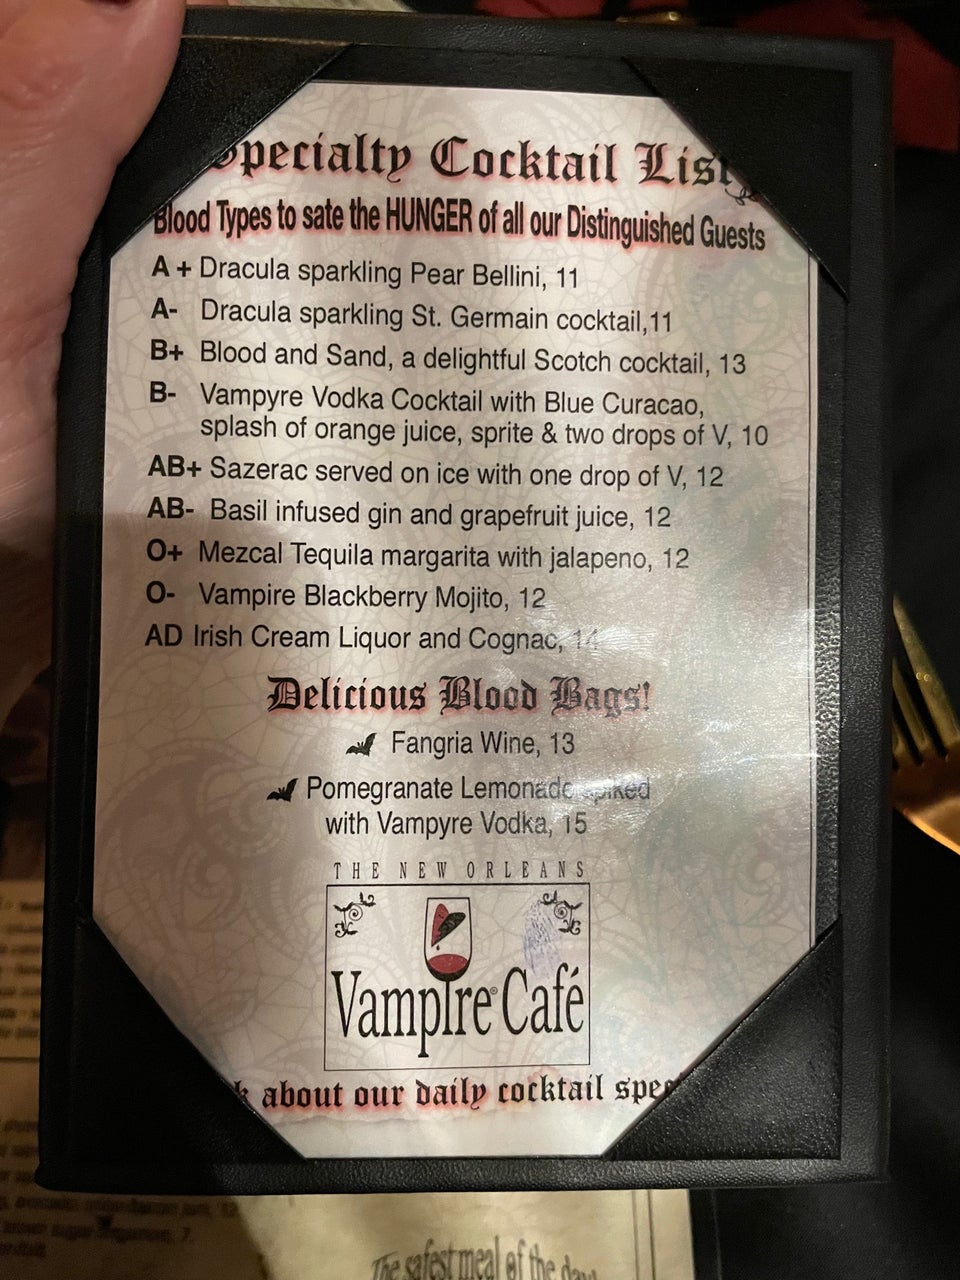 Specialty Cocktail List
Blood Types to sate the HUNGER of all our Distinguished Guests
A + Dracula sparkling Pear Bellini, 11
A- Dracula sparkling St. Germain cocktail,11
B+ Blood and Sand, a delightful Scotch cocktail, 13
B- Vampyre Vodka Cocktail with Blue Curacao,
splash of orange juice, sprite & two drops of V, 10
AB+ Sazerac served on ice with one drop of V, 12
AB- Basil infused gin and grapefruit juice, 12
O+ Mezcal Tequila margarita with jalapeno, 12
O- Vampire Blackberry Mojito, 12
AD Irish Cream Liquor and Cognac, 14
Delicious Blood Bags!
Fangria Wine, 13
Pomegranate Lemonade spiked
with Vampyre Vodka, 15
THE NEW ORLEANS
VampIre® Café
about our daily cocktail
The safest meal of the day